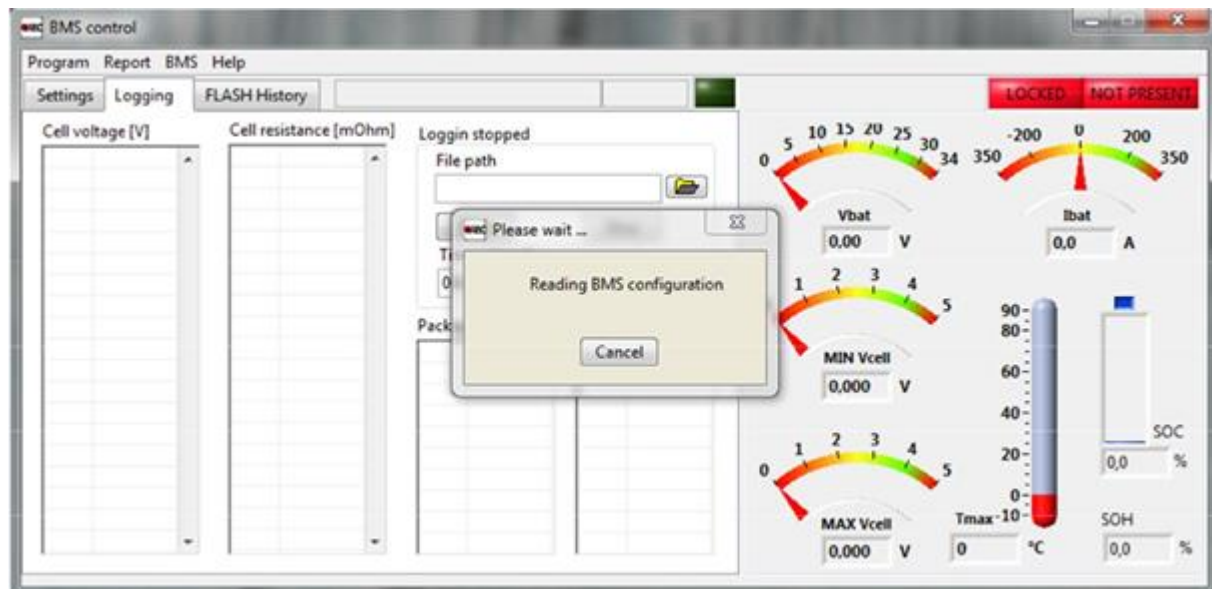 BMS control
Program Report BMS Help
Settings Logging FLASH History
LOCKED NOT PRESENT
Cell voltage [V]
Cell resistance [mOhm]
Loggin stopped
File path
Please wait ...
Reading BMS configuration
Cancel
0 5 10 15 20 25 30 34
Vbat
0,00 V
350 -200 0 200 350
Ibat
0,0 A
1 2 3 4 5
MIN Vcell
0,000 V
0 1 2 3 4 5
MAX Vcell
0,000 V
90
80
60
40
20
0
-10
Tmax
0 °C
SOC
0,0 %
SOH
0,0 %